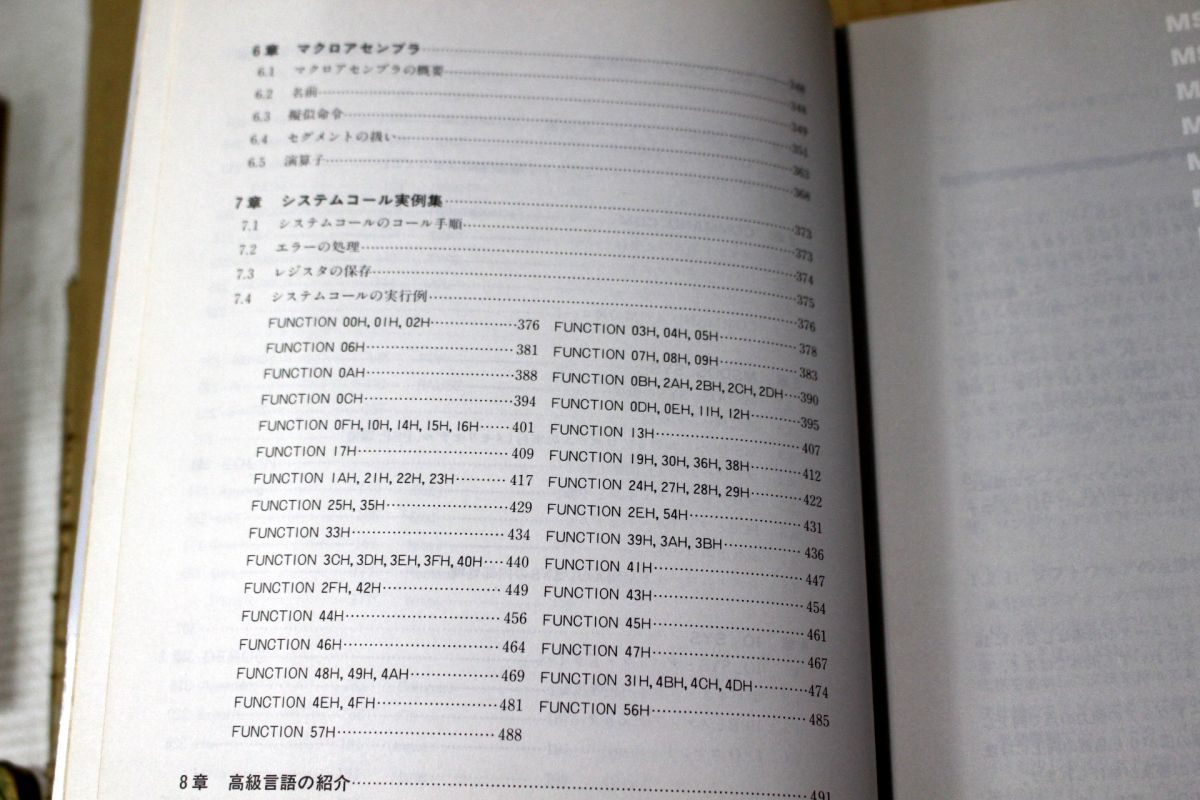 6章 マクロアセンブラ……348
6.1 マクロアセンブラの概要……348
6.2 名前……349
6.3 擬似命令……351
6.4 セグメントの扱い……363
6.5 演算子……368
7章 システムコール実例集……373
7.1 システムコールのコール手順……373
7.2 エラーの処理……374
7.3 レジスタの保存……375
7.4 システムコールの実行例……376
FUNCTION 00H, 01H, 02H……376 FUNCTION 03H, 04H, 05H……378
FUNCTION 06H……381 FUNCTION 07H, 08H, 09H……383
FUNCTION 0AH……388 FUNCTION 0BH, 2AH, 2BH, 2CH, 2DH……390
FUNCTION 0CH……394 FUNCTION 0DH, 0EH, 11H, 12H……395
FUNCTION 0FH, 10H, 14H, 15H, 16H……401 FUNCTION 13H……407
FUNCTION 17H……409 FUNCTION 19H, 30H, 36H, 38H……412
FUNCTION 1AH, 21H, 22H, 23H……417 FUNCTION 24H, 27H, 28H, 29H……422
FUNCTION 25H, 35H……429 FUNCTION 2EH, 54H……431
FUNCTION 33H……434 FUNCTION 39H, 3AH, 3BH……436
FUNCTION 3CH, 3DH, 3EH, 3FH, 40H……440 FUNCTION 41H……447
FUNCTION 2FH, 42H……449 FUNCTION 43H……454
FUNCTION 44H……456 FUNCTION 45H……461
FUNCTION 46H……464 FUNCTION 47H……467
FUNCTION 48H, 49H, 4AH……469 FUNCTION 31H, 4BH, 4CH, 4DH……474
FUNCTION 4EH, 4FH……481 FUNCTION 56H……485
FUNCTION 57H……488
8章 高級言語の紹介……491